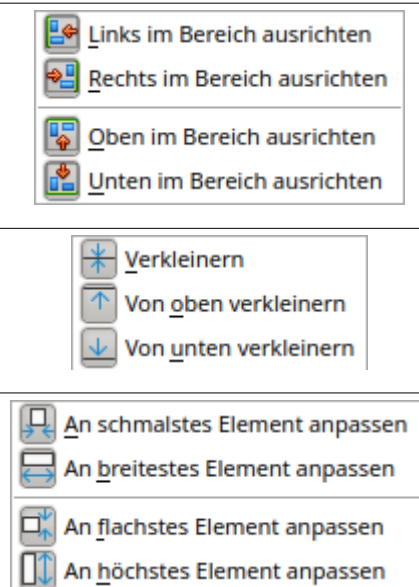 Links im Bereich ausrichten
Rechts im Bereich ausrichten
Oben im Bereich ausrichten
Unten im Bereich ausrichten
Verkleinern
Von oben verkleinern
Von unten verkleinern
An schmalstes Element anpassen
An breitestes Element anpassen
An flachstes Element anpassen
An höchstes Element anpassen